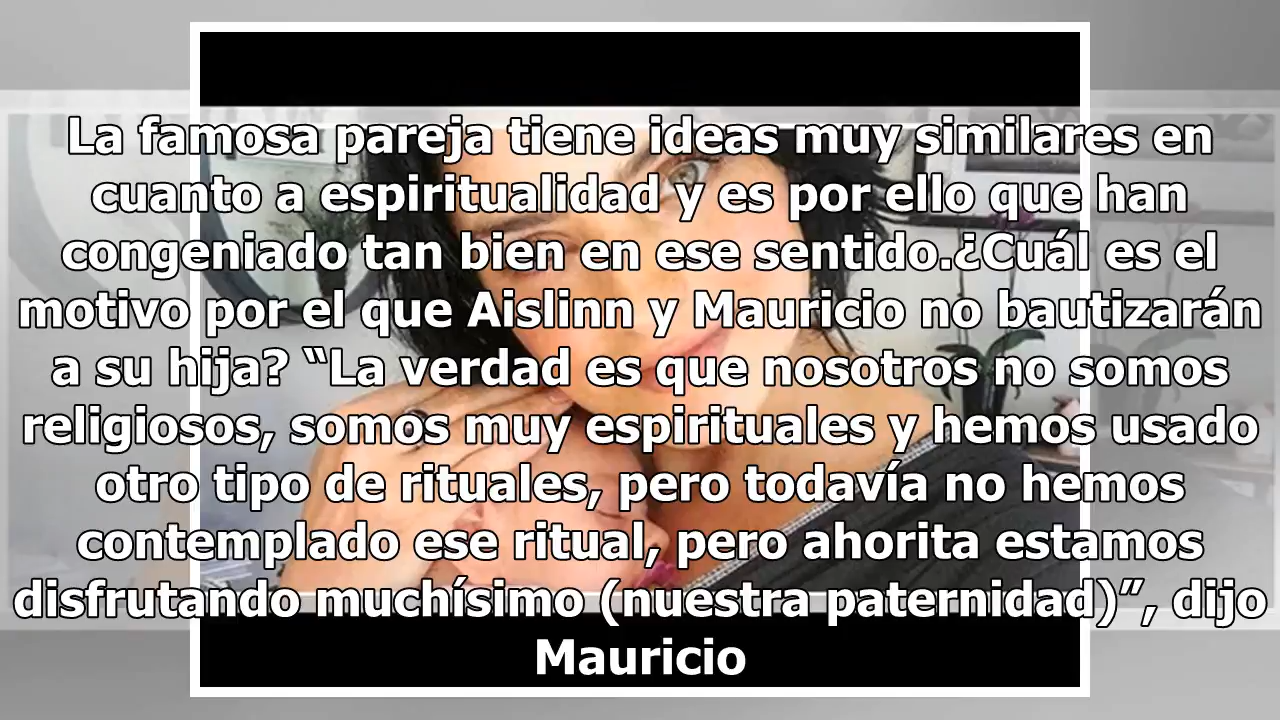 La famosa pareja tiene ideas muy similares en
cuanto a espiritualidad y es por ello que han
congeniado tan bien en ese sentido.¿Cuál es el
motivo por el que Aislinn y Mauricio no bautizarán
a su hija? “La verdad es que nosotros no somos
religiosos, somos muy espirituales y hemos usado
otro tipo de rituales, pero todavía no hemos
contemplado ese ritual, pero ahorita estamos
disfrutando muchísimo (nuestra paternidad)”, dijo
Mauricio